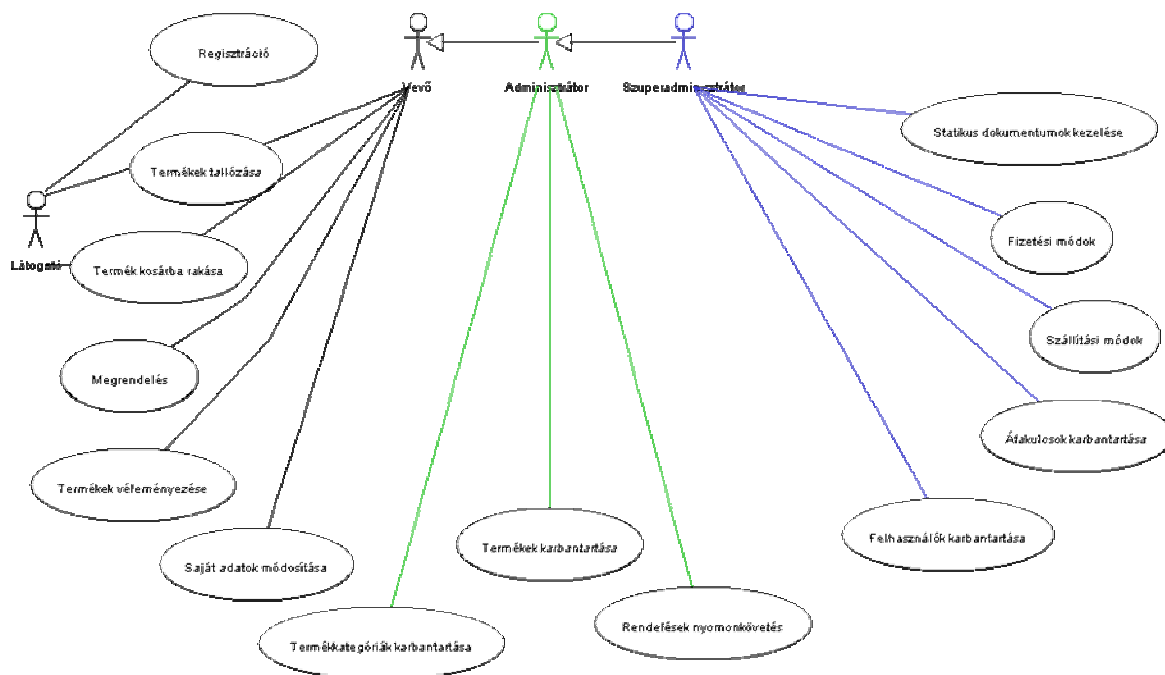 Regisztráció
Vevő
Adminisztrátor
Szuperadminisztrátor
Statikus dokumentumok kezelése
Termékek tallózása
Látogató
Termék kosárba rakása
Fizetési módok
Szállítási módok
Megrendelés
Áfakulcsok karbantartása
Termékek véleményezése
Saját adatok módosítása
Termékek karbantartása
Felhasználók karbantartása
Termékkategóriák karbantartása
Rendelések nyomonkövetés